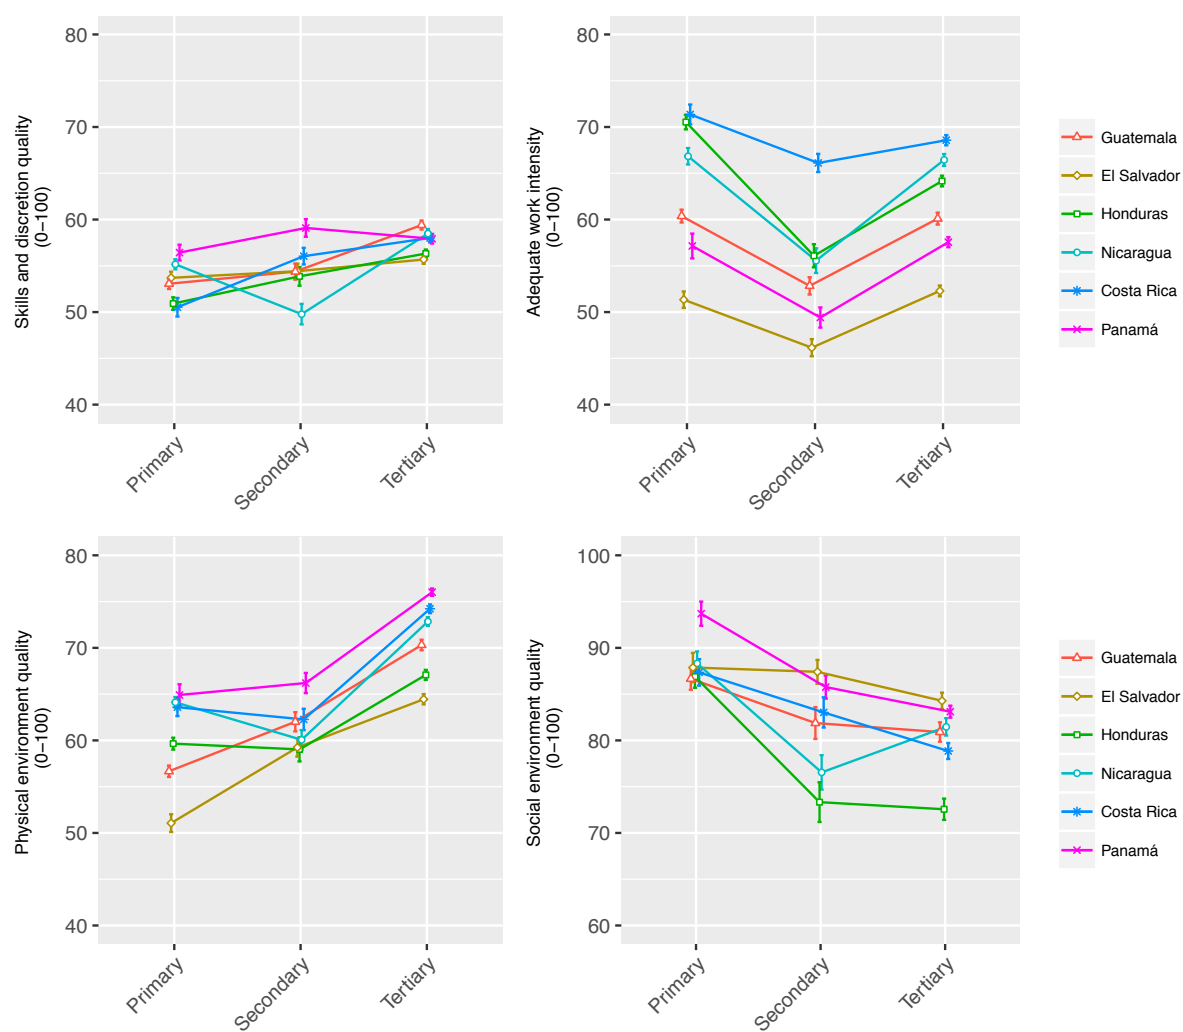 Skills and discretion quality
(0−100)
80
70
60
50
40
Primary
Secondary
Tertiary
Adequate work intensity
(0−100)
80
70
60
50
40
Primary
Secondary
Tertiary
Guatemala
El Salvador
Honduras
Nicaragua
Costa Rica
Panamá
Physical environment quality
(0−100)
80
70
60
50
40
Primary
Secondary
Tertiary
Social environment quality
(0−100)
100
90
80
70
60
Primary
Secondary
Tertiary
Guatemala
El Salvador
Honduras
Nicaragua
Costa Rica
Panamá